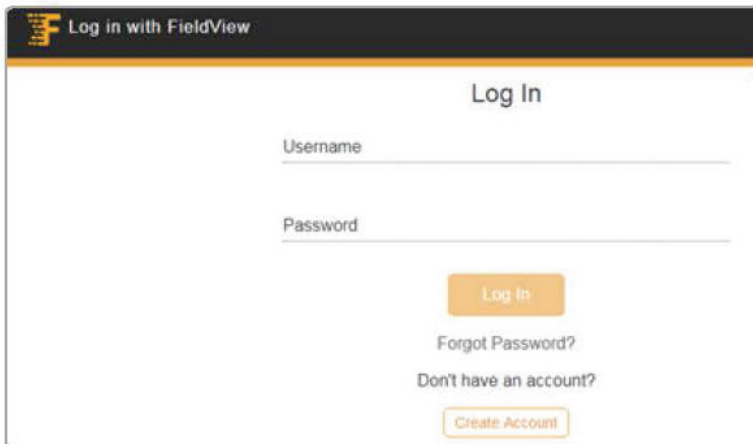 Log in with FieldView
Log In
Username
Password
Log In
Forgot Password?
Don't have an account?
Create Account